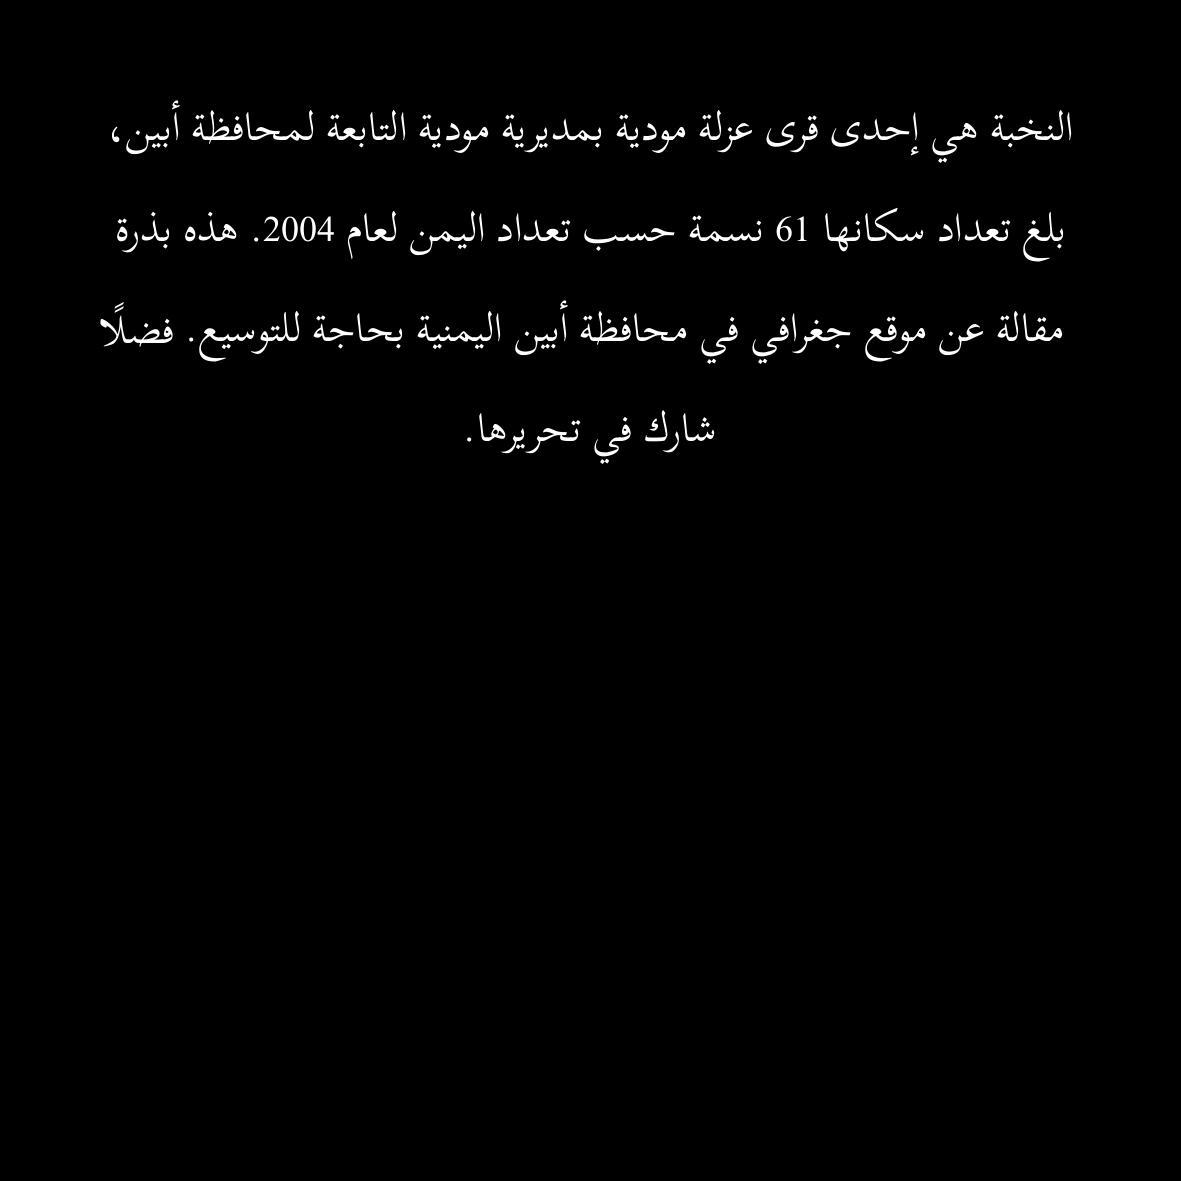 النخبة هي إحدى قرى عزلة مودية بمديرية مودية التابعة لمحافظة أبين،
بلغ تعداد سكانها 61 نسمة حسب تعداد اليمن لعام 2004. هذه بذرة
مقالة عن موقع جغرافي في محافظة أبين اليمنية بحاجة للتوسيع. فضلًا
شارك في تحريرها.